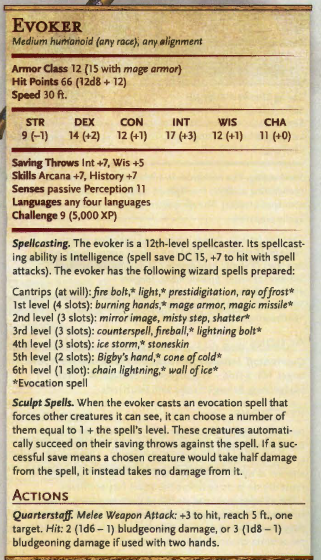 EVOKER
Medium humanoid (any race), any alignment
Armor Class 12 (15 with mage armor)
Hit Points 66 (12d8 + 12)
Speed 30 ft.
STR DEX CON INT WIS CHA
9 (–1) 14 (+2) 12 (+1) 17 (+3) 12 (+1) 11 (+0)
Saving Throws Int +7, Wis +5
Skills Arcana +7, History +7
Senses passive Perception 11
Languages any four languages
Challenge 9 (5,000 XP)
Spellcasting. The evoker is a 12th-level spellcaster. Its spellcast-
ing ability is Intelligence (spell save DC 15, +7 to hit with spell
attacks). The evoker has the following wizard spells prepared:
Cantrips (at will): fire bolt,* light,* prestidigitation, ray of frost*
1st level (4 slots): burning hands,* mage armor, magic missile*
2nd level (3 slots): mirror image, misty step, shatter*
3rd level (3 slots): counterspell, fireball,* lightning bolt*
4th level (3 slots): ice storm,* stoneskin
5th level (2 slots): Bigby's hand,* cone of cold*
6th level (1 slot): chain lightning,* wall of ice*
*Evocation spell
Sculpt Spells. When the evoker casts an evocation spell that
forces other creatures it can see, it can choose a number of
them equal to 1 + the spell's level. These creatures automati-
cally succeed on their saving throws against the spell. If a suc-
cessful save means a chosen creature would take half damage
from the spell, it instead takes no damage from it.
ACTIONS
Quarterstaff. Melee Weapon Attack: +3 to hit, reach 5 ft., one
target. Hit: 2 (1d6 – 1) bludgeoning damage, or 3 (1d8 – 1)
bludgeoning damage if used with two hands.